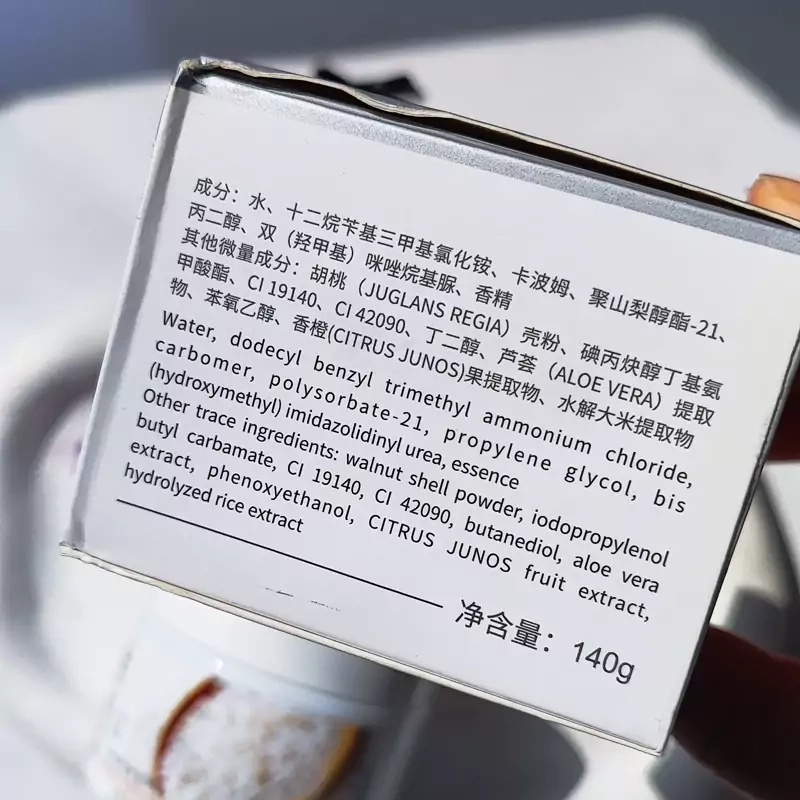 成分：水、十二烷苄基三甲基氯化铵、卡波姆、聚山梨醇酯-21、
丙二醇、双（羟甲基）咪唑烷基脲、香精
其他微量成分：胡桃（JUGLANS REGIA）壳粉、碘丙炔醇丁基氨
甲酸酯、CI 19140、CI 42090、丁二醇、芦荟（ALOE VERA）提取
物、苯氧乙醇、香橙(CITRUS JUNOS)果提取物、水解大米提取物
Water, dodecyl benzyl trimethyl ammonium chloride,
carbomer, polysorbate-21, propylene glycol, bis
(hydroxymethyl) imidazolidinyl urea, essence
Other trace ingredients: walnut shell powder, iodopropylenol
butyl carbamate, CI 19140, CI 42090, butanediol, aloe vera
extract, phenoxyethanol, CITRUS JUNOS fruit extract,
hydrolyzed rice extract
净含量：140g